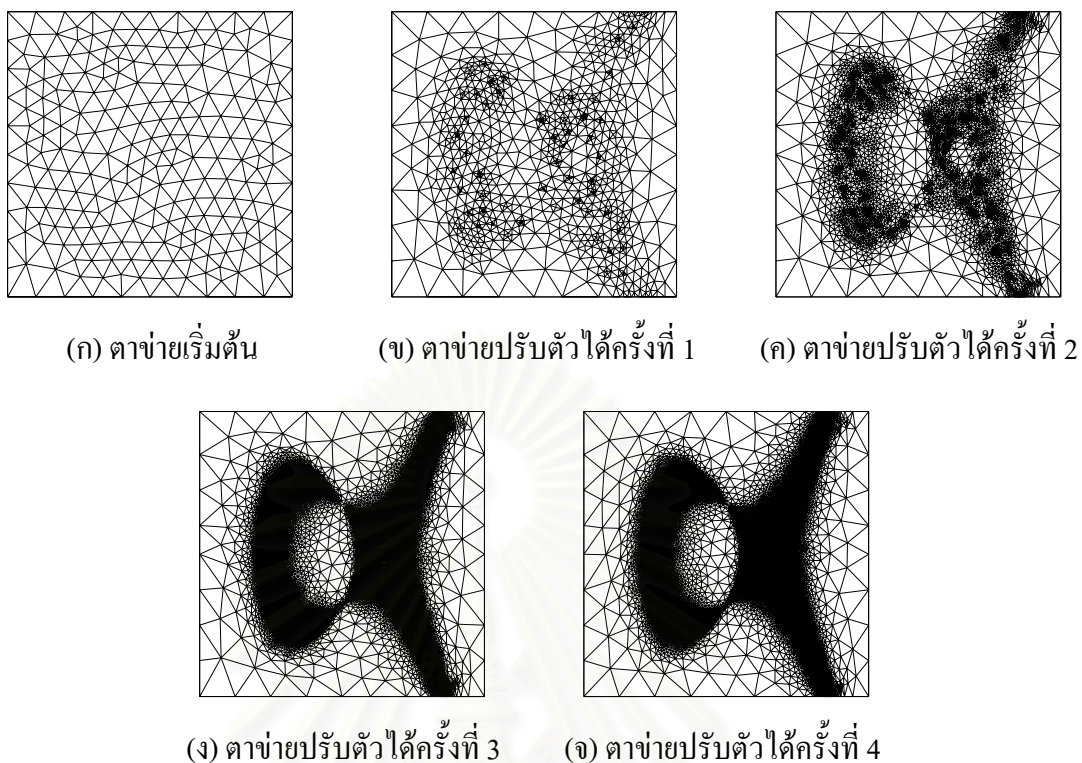 (ก) ตาข่ายเริ่มต้น
(ข) ตาข่ายปรับตัวได้ครั้งที่ 1
(ค) ตาข่ายปรับตัวได้ครั้งที่ 2
(ง) ตาข่ายปรับตัวได้ครั้งที่ 3
(จ) ตาข่ายปรับตัวได้ครั้งที่ 4